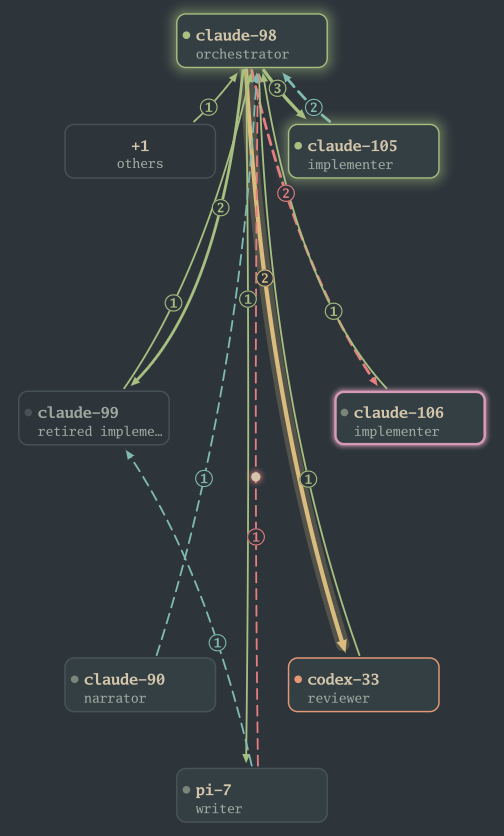 claude-98
orchestrator
1
3
2
+1
others
claude-105
implementer
2
2
2
1
1
1
claude-99
retired impleme…
claude-106
implementer
1
1
1
1
claude-90
narrator
codex-33
reviewer
pi-7
writer